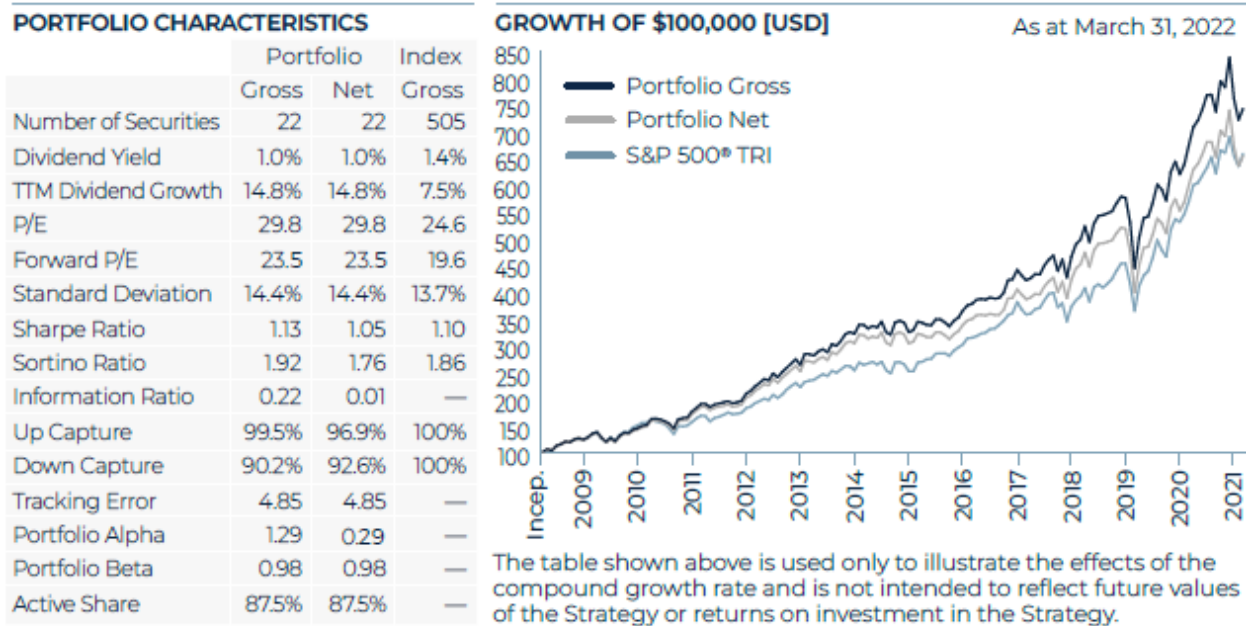 PORTFOLIO CHARACTERISTICS
Portfolio Index
Gross Net Gross
Number of Securities 22 22 505
Dividend Yield 1.0% 1.0% 1.4%
TTM Dividend Growth 14.8% 14.8% 7.5%
P/E 29.8 29.8 24.6
Forward P/E 23.5 23.5 19.6
Standard Deviation 14.4% 14.4% 13.7%
Sharpe Ratio 1.13 1.05 1.10
Sortino Ratio 1.92 1.76 1.86
Information Ratio 0.22 0.01 —
Up Capture 99.5% 96.9% 100%
Down Capture 90.2% 92.6% 100%
Tracking Error 4.85 4.85 —
Portfolio Alpha 1.29 0.29 —
Portfolio Beta 0.98 0.98 —
Active Share 87.5% 87.5% —
GROWTH OF $100,000 [USD] As at March 31, 2022
850
800
750
700
650
600
550
500
450
400
350
300
250
200
150
100
Portfolio Gross
Portfolio Net
S&P 500® TRI
Incep.
2009
2010
2011
2012
2013
2014
2015
2016
2017
2018
2019
2020
2021
The table shown above is used only to illustrate the effects of the
compound growth rate and is not intended to reflect future values
of the Strategy or returns on investment in the Strategy.